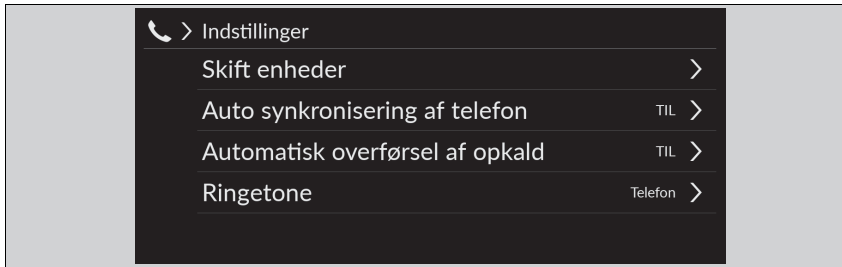 Indstillinger
Skift enheder
Auto synkronisering af telefon TIL
Automatisk overførsel af opkald TIL
Ringetone Telefon